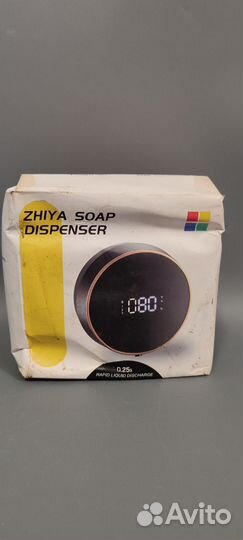 ZHIYA SOAP
DISPENSER
080
0.25s
RAPID LIQUID DISCHARGE
Avito